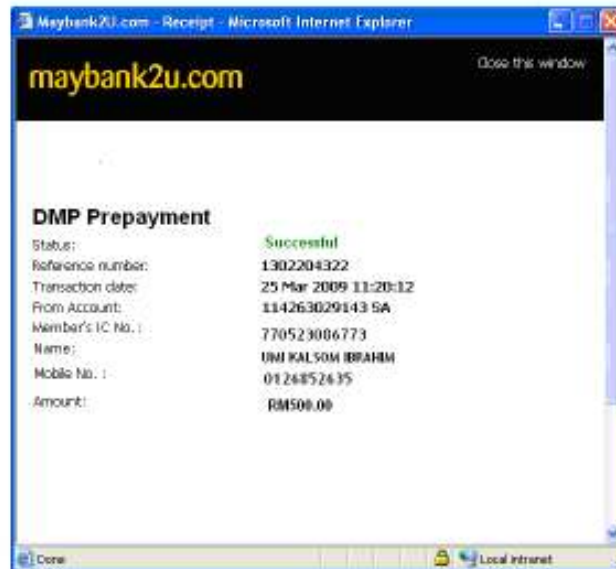 Maybank2U.com - Receipt - Microsoft Internet Explorer
Close this window
maybank2u.com
DMP Prepayment
Status: Successful
Reference number: 1302204322
Transaction date: 25 Mar 2009 11:20:12
From Account: 114263029143 SA
Member's IC No. : 770523086773
Name: UMI KALSOM IBRAHIM
Mobile No. : 0126852635
Amount: RM500.00
Done Local intranet